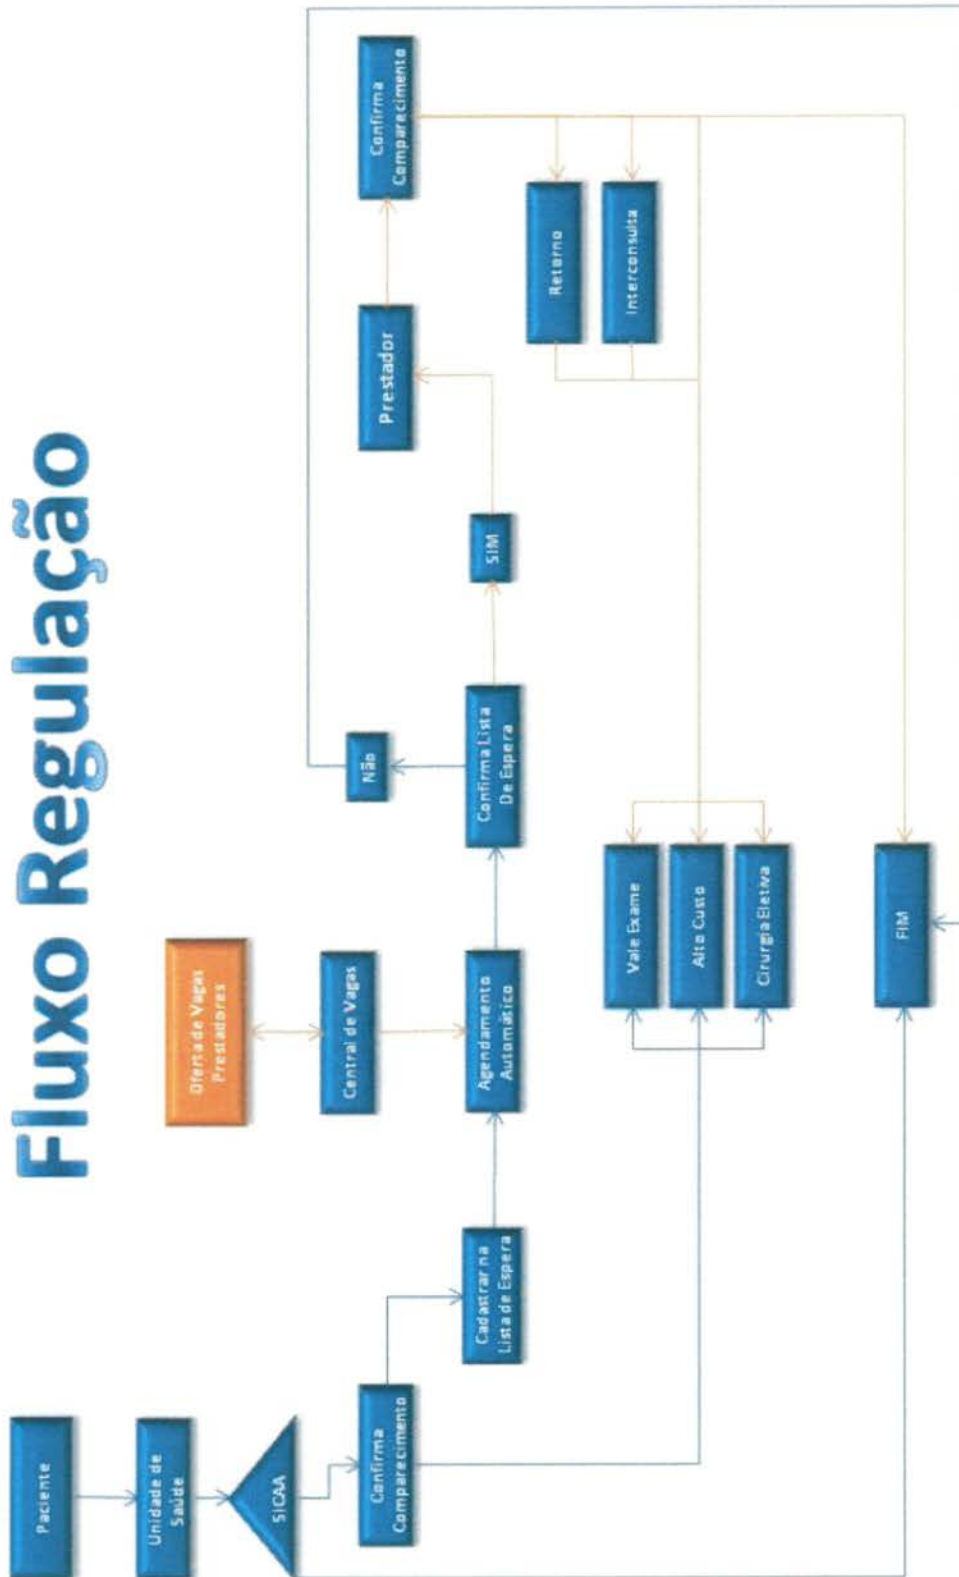 Fluxo Regulação
Paciente
Unidade de
Saúde
SICAA
Confirma
Comparecimento
Cadastrar na
Lista de Espera
Oferta de Vagas
Prestadores
Central de Vagas
Agendamento
Automático
Confirma Lista
De Espera
Não
SIM
Prestador
Confirma
Comparecimento
Retorno
Interconsulta
Vale Exame
Alto Custo
Cirurgia Eletiva
FIM